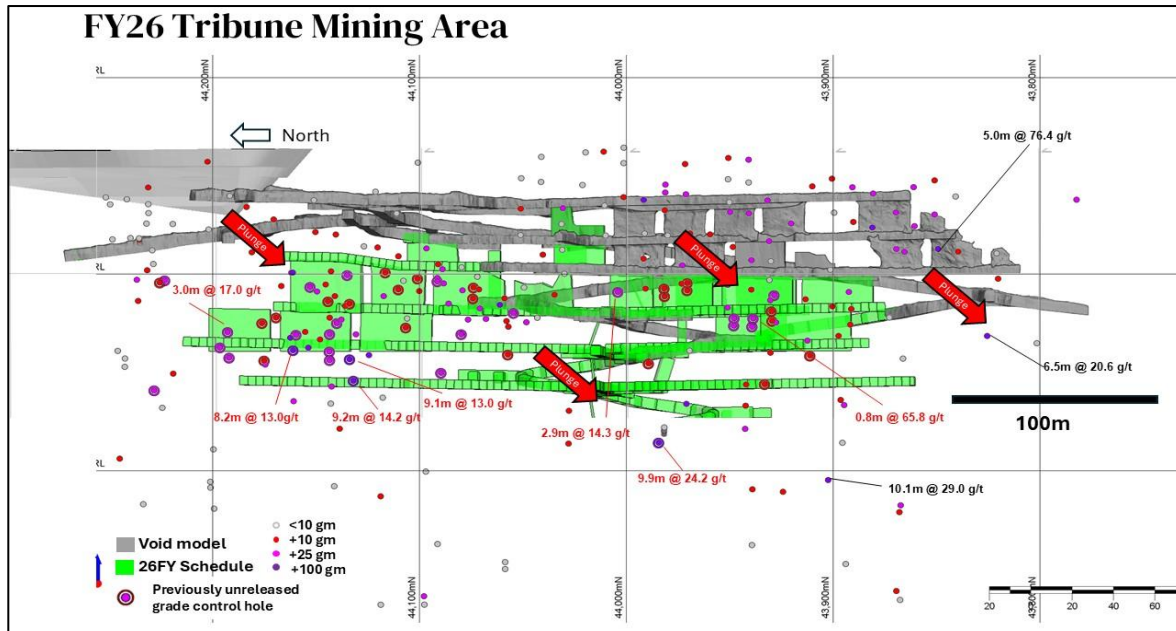 FY26 Tribune Mining Area
RL
44,200mN
44,100mN
44,000mN
43,900mN
43,800mN
North
5.0m @ 76.4 g/t
Plunge
Plunge
Plunge
3.0m @ 17.0 g/t
6.5m @ 20.6 g/t
Plunge
8.2m @ 13.0g/t
9.2m @ 14.2 g/t
9.1m @ 13.0 g/t
2.9m @ 14.3 g/t
0.8m @ 65.8 g/t
100m
RL
RL
9.9m @ 24.2 g/t
10.1m @ 29.0 g/t
Void model
26FY Schedule
Previously unreleased
grade control hole
<10 gm
+10 gm
+25 gm
+100 gm
44,100mN
44,000mN
43,900mN
43,800mN
20 0 20 40 60